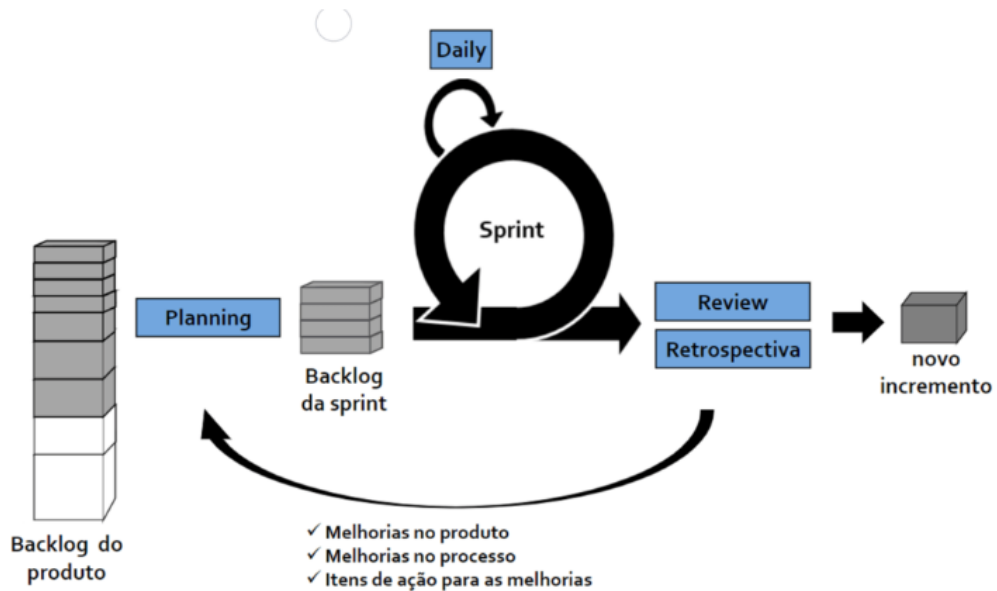 Daily
Sprint
Planning
Review
Retrospectiva
Backlog
da sprint
novo
incremento
Backlog do
produto
✓ Melhorias no produto
✓ Melhorias no processo
✓ Itens de ação para as melhorias